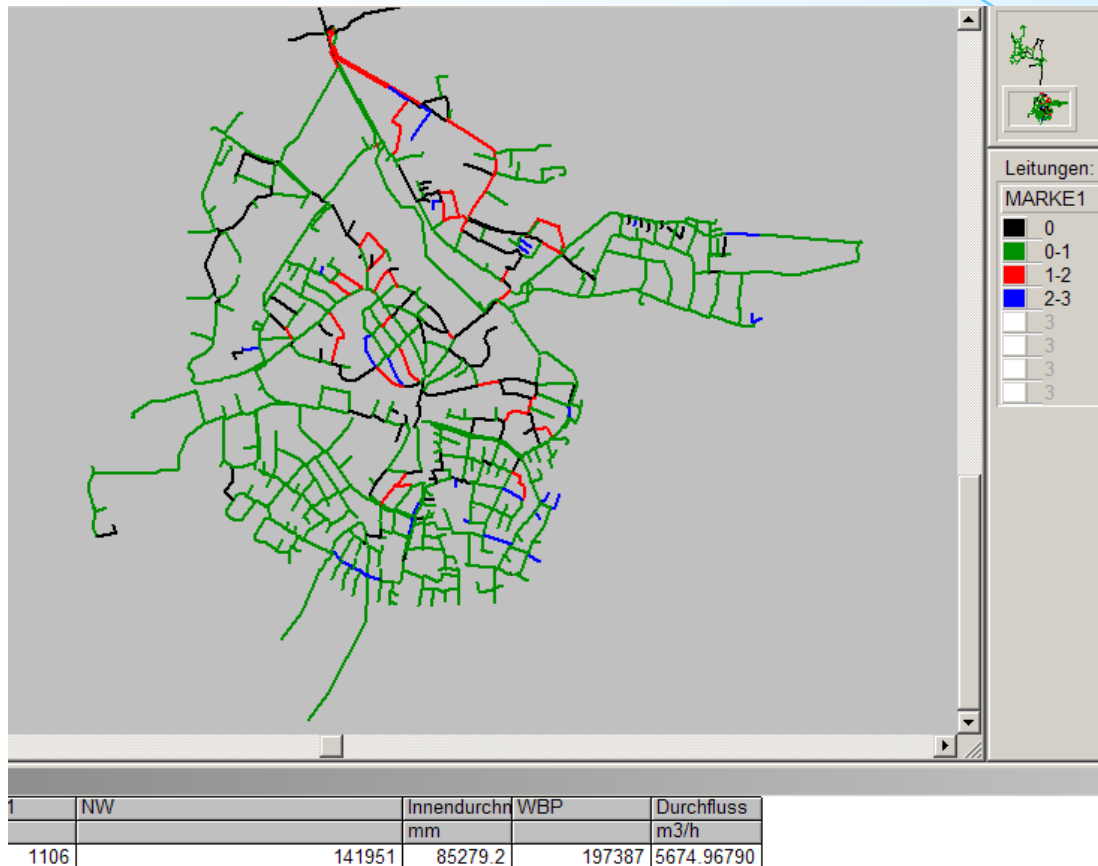 Leitungen:
MARKE1
0
0-1
1-2
2-3
3
3
3
3
1 NW Innendurchn WBP Durchfluss
mm m3/h
1106 141951 85279.2 197387 5674.96790